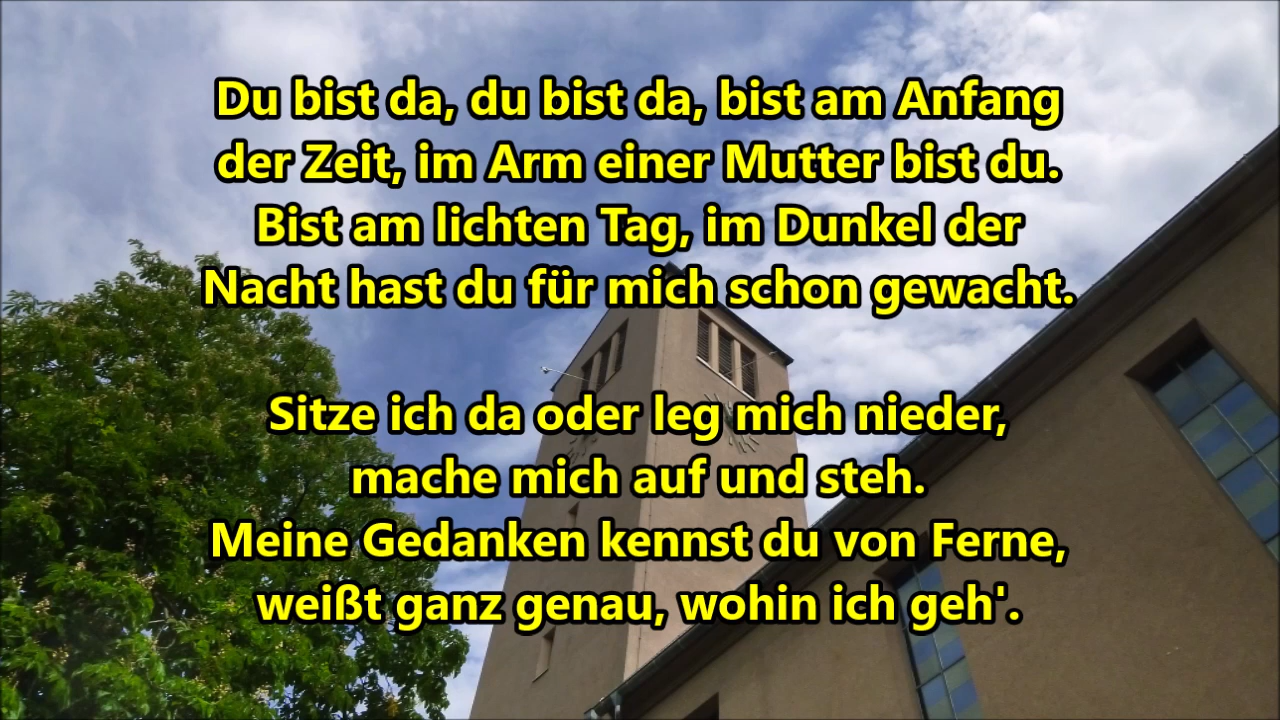 Du bist da, du bist da, bist am Anfang
der Zeit, im Arm einer Mutter bist du.
Bist am lichten Tag, im Dunkel der
Nacht hast du für mich schon gewacht.
Sitze ich da oder leg mich nieder,
mache mich auf und steh.
Meine Gedanken kennst du von Ferne,
weißt ganz genau, wohin ich geh'.